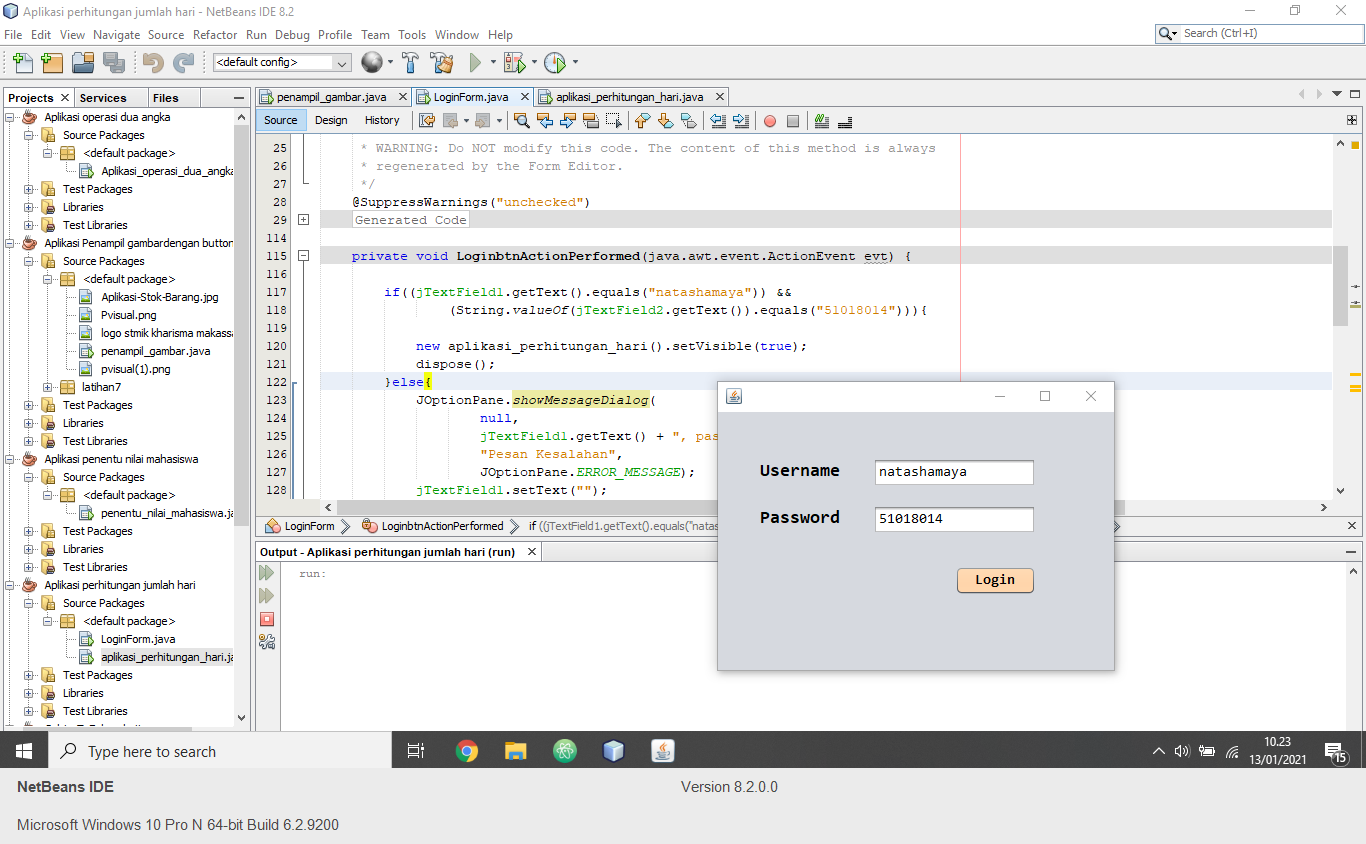 Aplikasi perhitungan jumlah hari - NetBeans IDE 8.2
File Edit View Navigate Source Refactor Run Debug Profile Team Tools Window Help
Search (Ctrl+I)
<default config>
Projects Services Files
Aplikasi operasi dua angka
Source Packages
<default package>
Aplikasi_operasi_dua_angka
Test Packages
Libraries
Test Libraries
Aplikasi Penampil gambardengan button
Source Packages
<default package>
Aplikasi-Stok-Barang.jpg
Pvisual.png
logo stmik kharisma makassa
penampil_gambar.java
pvisual(1).png
latihan7
Test Packages
Libraries
Test Libraries
Aplikasi penentu nilai mahasiswa
Source Packages
<default package>
penentu_nilai_mahasiswa.ja
Test Packages
Libraries
Test Libraries
Aplikasi perhitungan jumlah hari
Source Packages
<default package>
LoginForm.java
aplikasi_perhitungan_hari.ja
Test Packages
Libraries
Test Libraries
penampil_gambar.java LoginForm.java aplikasi_perhitungan_hari.java
Source Design History
25 * WARNING: Do NOT modify this code. The content of this method is always
26 * regenerated by the Form Editor.
27 */
28 @SuppressWarnings("unchecked")
29 Generated Code
114
115 private void LoginbtnActionPerformed(java.awt.event.ActionEvent evt) {
116
117 if((jTextField1.getText().equals("natashamaya")) &&
118 (String.valueOf(jTextField2.getText()).equals("51018014"))){
119
120 new aplikasi_perhitungan_hari().setVisible(true);
121 dispose();
122 }else{
123 JOptionPane.showMessageDialog(
124 null,
125 jTextField1.getText() + ", pas
126 "Pesan Kesalahan",
127 JOptionPane.ERROR_MESSAGE);
128 jTextField1.setText("");
LoginForm LoginbtnActionPerformed if ((jTextField1.getText().equals("natas
Output - Aplikasi perhitungan jumlah hari (run)
run:
Username natashamaya
Password 51018014
Login
Type here to search
10.23
13/01/2021
15
NetBeans IDE Version 8.2.0.0
Microsoft Windows 10 Pro N 64-bit Build 6.2.9200